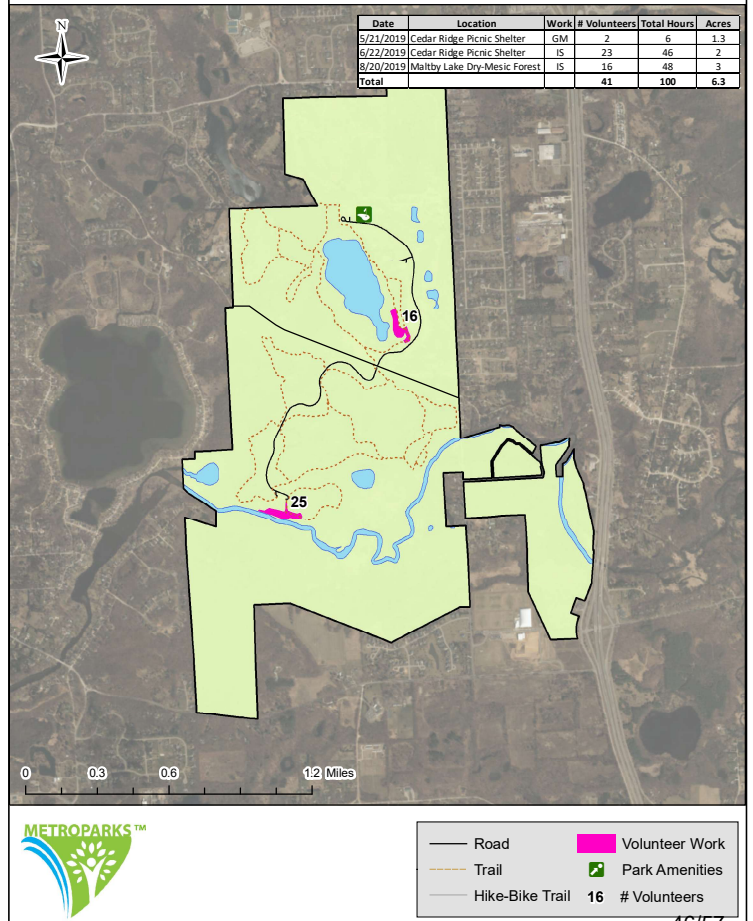 N
Date Location Work # Volunteers Total Hours Acres
5/21/2019 Cedar Ridge Picnic Shelter GM 2 6 1.3
6/22/2019 Cedar Ridge Picnic Shelter IS 23 46 2
8/20/2019 Maltby Lake Dry-Mesic Forest IS 16 48 3
Total 41 100 6.3
16
25
0 0.3 0.6 1.2 Miles
METROPARKS™
Road Volunteer Work
Trail Park Amenities
Hike-Bike Trail 16 # Volunteers